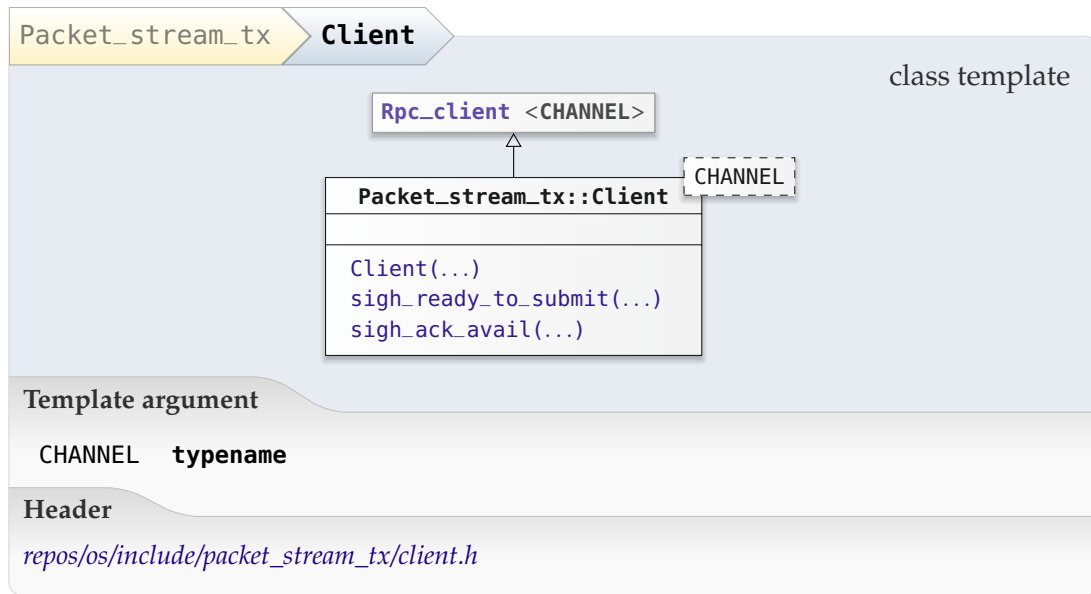 Packet_stream_tx Client
class template
Rpc_client <CHANNEL>
CHANNEL
Packet_stream_tx::Client
Client(...)
sigh_ready_to_submit(...)
sigh_ack_avail(...)
Template argument
CHANNEL typename
Header
repos/os/include/packet_stream_tx/client.h